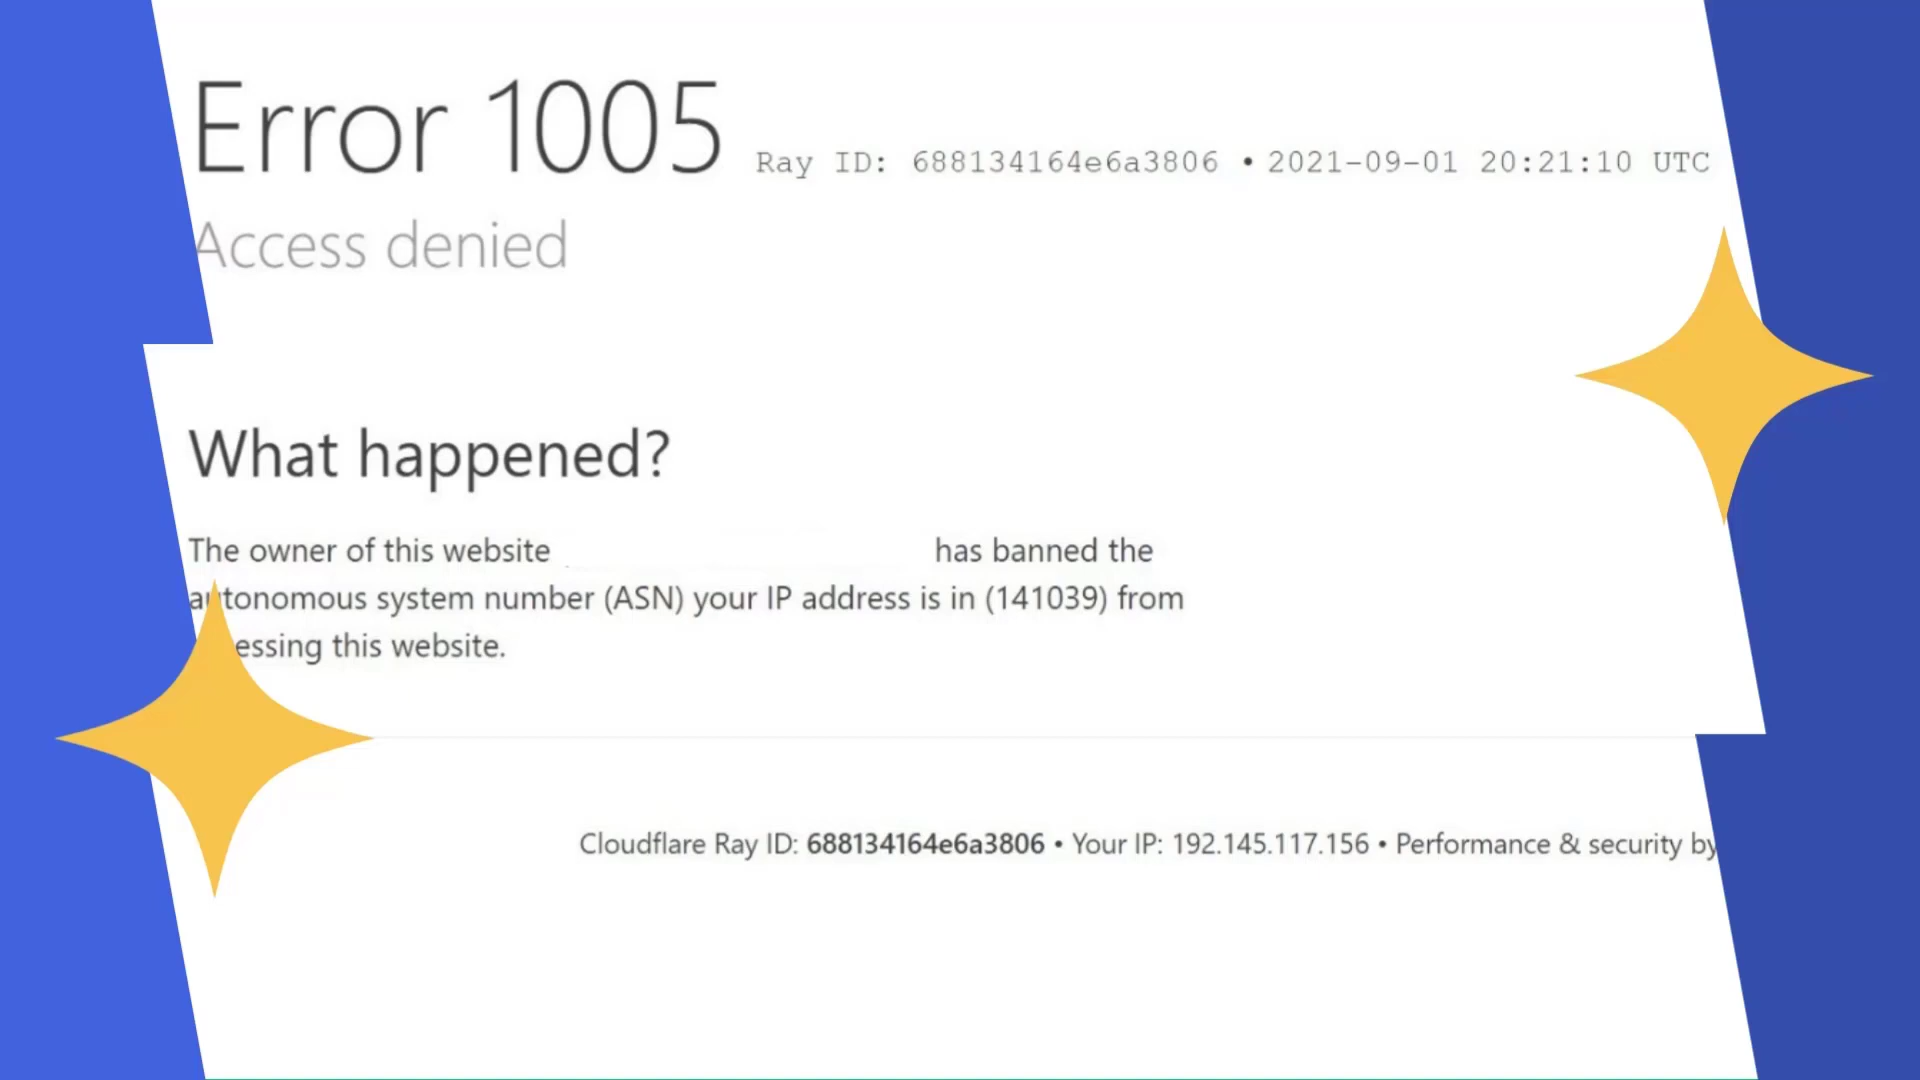 Error 1005 Ray ID: 688134164e6a3806 • 2021-09-01 20:21:10 UTC
Access denied
What happened?
The owner of this website has banned the
autonomous system number (ASN) your IP address is in (141039) from
essing this website.
Cloudflare Ray ID: 688134164e6a3806 • Your IP: 192.145.117.156 • Performance & security by